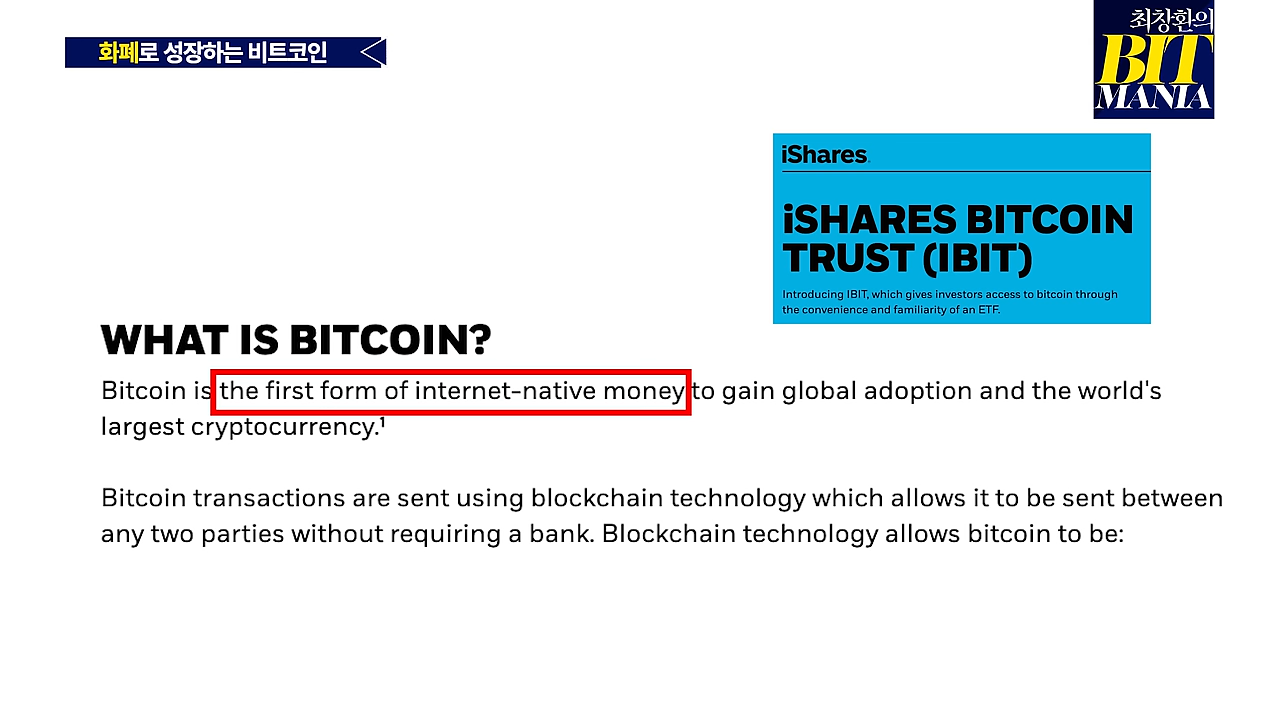 화폐로 성장하는 비트코인
최창환의
BIT
MANIA
iShares.
iSHARES BITCOIN
TRUST (IBIT)
Introducing IBIT, which gives investors access to bitcoin through
the convenience and familiarity of an ETF.
WHAT IS BITCOIN?
Bitcoin is the first form of internet-native money to gain global adoption and the world's
largest cryptocurrency.¹
Bitcoin transactions are sent using blockchain technology which allows it to be sent between
any two parties without requiring a bank. Blockchain technology allows bitcoin to be: